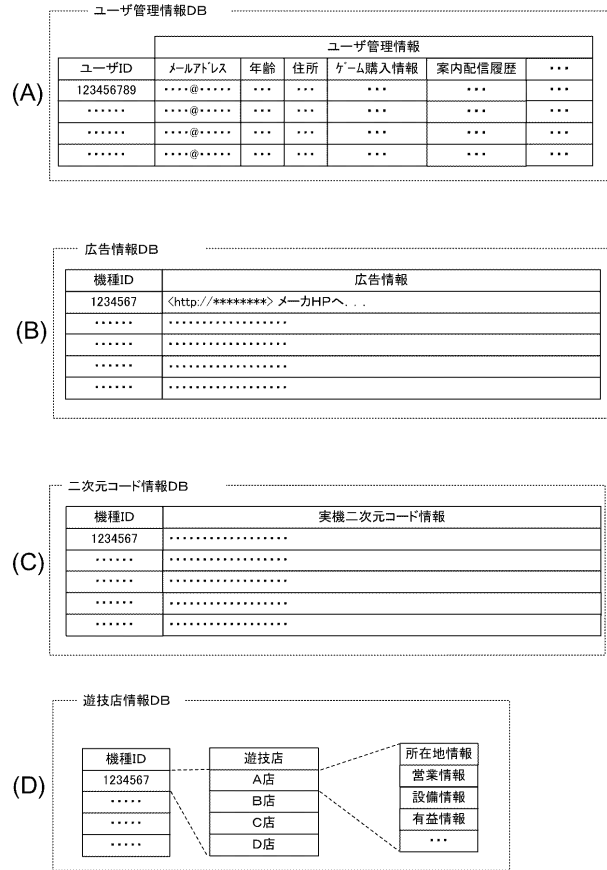 ユーザ管理情報DB
ユーザ管理情報
ユーザID メールアドレス 年齢 住所 ゲーム購入情報 案内配信履歴 ・・・
(A)
123456789 ・・・・@・・・・・ ・・・ ・・・ ・・・ ・・・ ・・・
・・・・・・ ・・・・@・・・・・ ・・・ ・・・ ・・・ ・・・ ・・・
・・・・・・ ・・・・@・・・・・ ・・・ ・・・ ・・・ ・・・ ・・・
・・・・・・ ・・・・@・・・・・ ・・・ ・・・ ・・・ ・・・ ・・・
広告情報DB
機種ID 広告情報
1234567 <http://********> メーカHPへ...
(B)
・・・・・・ ・・・・・・・・・・・・・・・・・
・・・・・・ ・・・・・・・・・・・・・・・・・
・・・・・・ ・・・・・・・・・・・・・・・・・
・・・・・・ ・・・・・・・・・・・・・・・・・
二次元コード情報DB
機種ID 実機二次元コード情報
1234567 ・・・・・・・・・・・・・・・・・
(C)
・・・・・・ ・・・・・・・・・・・・・・・・・
・・・・・・ ・・・・・・・・・・・・・・・・・
・・・・・・ ・・・・・・・・・・・・・・・・・
・・・・・・ ・・・・・・・・・・・・・・・・・
遊技店情報DB
(D)
機種ID
1234567
・・・・・
・・・・・
・・・・・
遊技店
A店
B店
C店
D店
所在地情報
営業情報
設備情報
有益情報
・・・